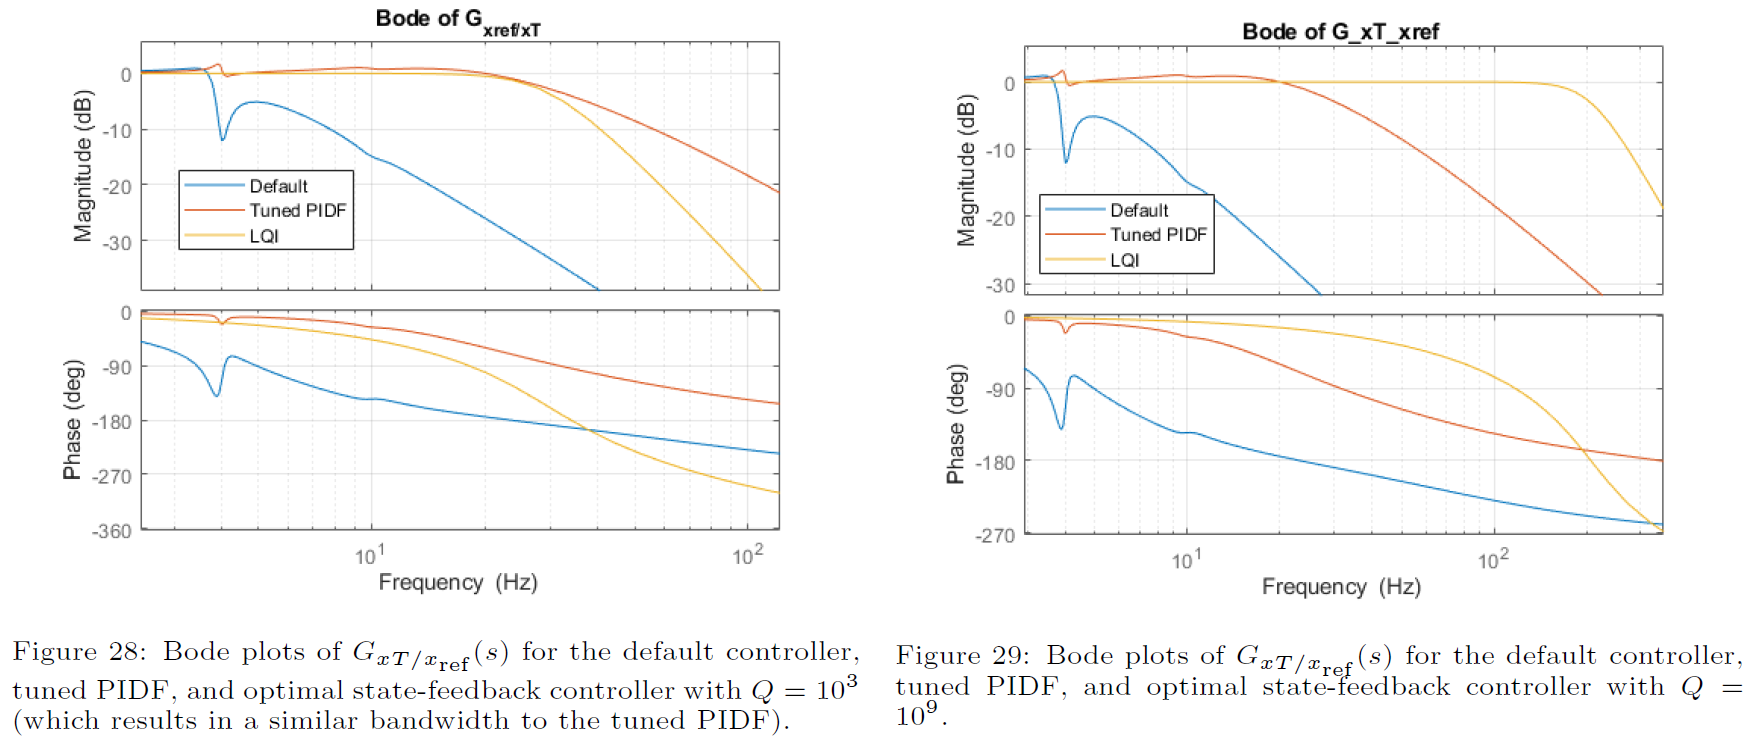 Bode of G_xref/xT
0
-10
-20
-30
Magnitude (dB)
Default
Tuned PIDF
LQI
0
-90
-180
-270
-360
Phase (deg)
10^1
10^2
Frequency (Hz)
Figure 28: Bode plots of G_{xT/x_ref}(s) for the default controller,
tuned PIDF, and optimal state-feedback controller with Q = 10^3
(which results in a similar bandwidth to the tuned PIDF).
Bode of G_xT_xref
0
-10
-20
-30
Magnitude (dB)
Default
Tuned PIDF
LQI
0
-90
-180
-270
Phase (deg)
10^1
10^2
Frequency (Hz)
Figure 29: Bode plots of G_{xT/x_ref}(s) for the default controller,
tuned PIDF, and optimal state-feedback controller with Q =
10^9.